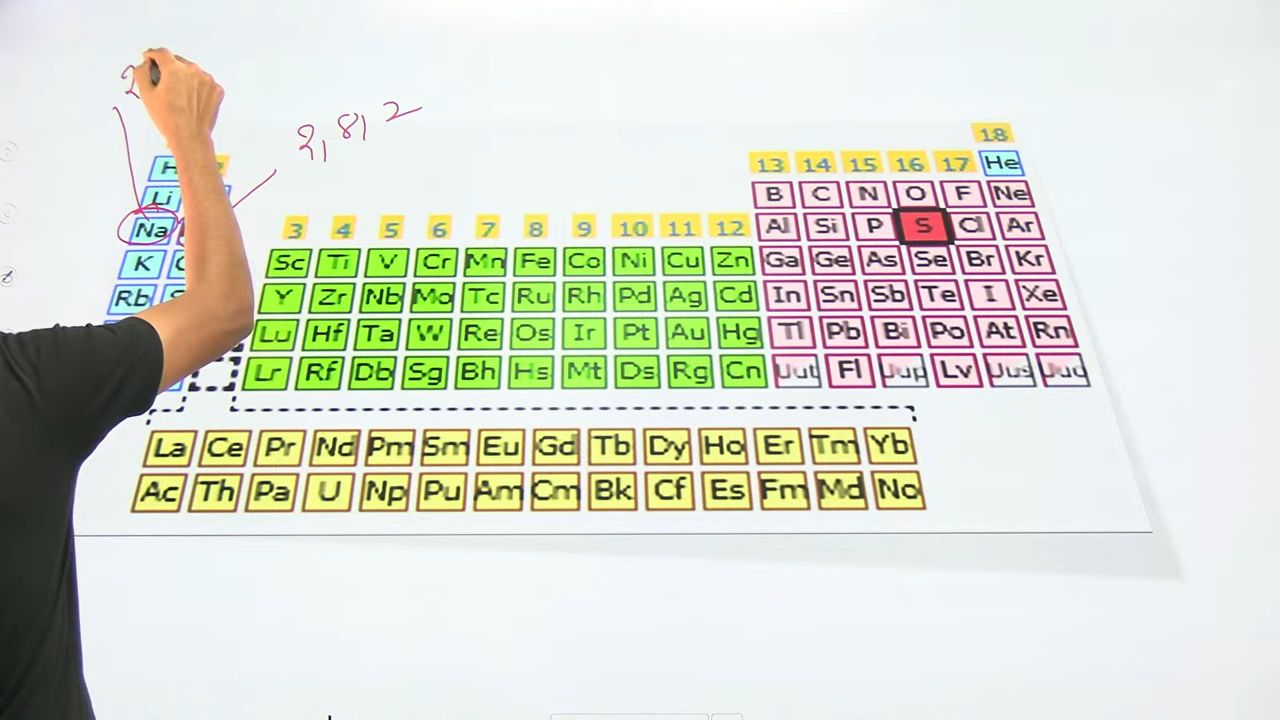 2
2, 8, 2
18
H 13 14 15 16 17 He
Li B C N O F Ne
Na 3 4 5 6 7 8 9 10 11 12 Al Si P S Cl Ar
K Sc Ti V Cr Mn Fe Co Ni Cu Zn Ga Ge As Se Br Kr
Rb Y Zr Nb Mo Tc Ru Rh Pd Ag Cd In Sn Sb Te I Xe
Lu Hf Ta W Re Os Ir Pt Au Hg Tl Pb Bi Po At Rn
Lr Rf Db Sg Bh Hs Mt Ds Rg Cn Uut Fl Uup Lv Uus Uuo
La Ce Pr Nd Pm Sm Eu Gd Tb Dy Ho Er Tm Yb
Ac Th Pa U Np Pu Am Cm Bk Cf Es Fm Md No